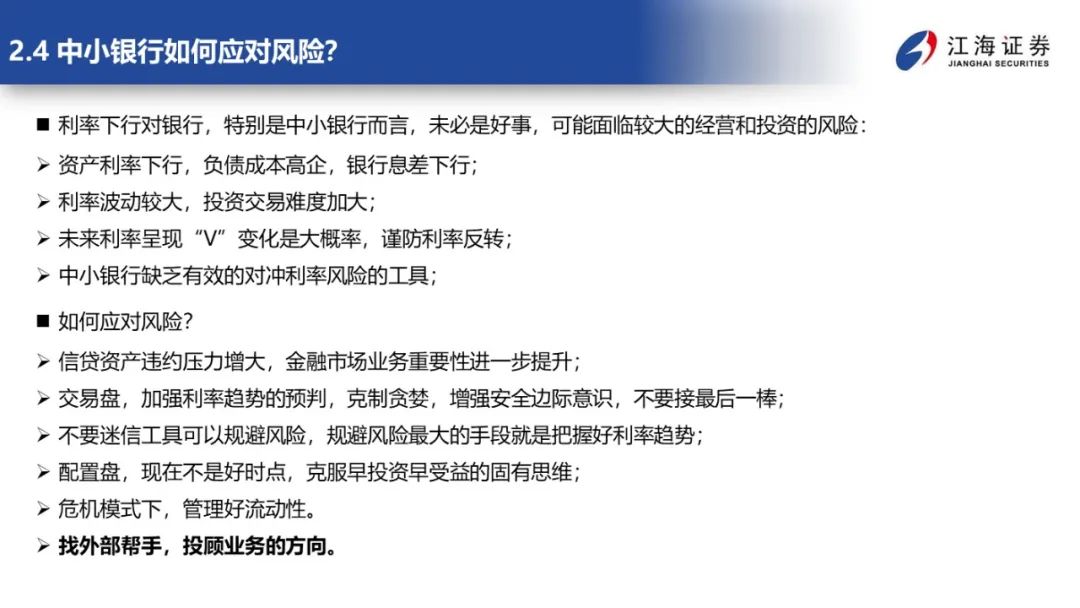 2.4 中小银行如何应对风险?
江海证券
JIANGHAI SECURITIES
■ 利率下行对银行，特别是中小银行而言，未必是好事，可能面临较大的经营和投资的风险：
➢ 资产利率下行，负债成本高企，银行息差下行；
➢ 利率波动较大，投资交易难度加大；
➢ 未来利率呈现“V”变化是大概率，谨防利率反转；
➢ 中小银行缺乏有效的对冲利率风险的工具；
■ 如何应对风险?
➢ 信贷资产违约压力增大，金融市场业务重要性进一步提升；
➢ 交易盘，加强利率趋势的预判，克制贪婪，增强安全边际意识，不要接最后一棒；
➢ 不要迷信工具可以规避风险，规避风险最大的手段就是把握好利率趋势；
➢ 配置盘，现在不是好时点，克服早投资早受益的固有思维；
➢ 危机模式下，管理好流动性。
➢ 找外部帮手，投顾业务的方向。